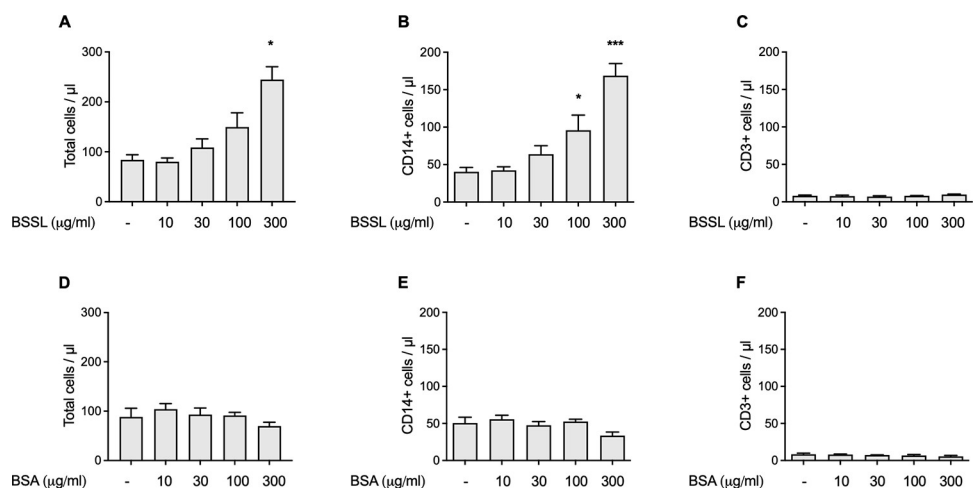 A
Total cells / µl
300
200
100
0
*
BSSL (µg/ml) - 10 30 100 300
B
CD14+ cells / µl
200
150
100
50
0
*
***
BSSL (µg/ml) - 10 30 100 300
C
CD3+ cells / µl
200
150
100
50
0
BSSL (µg/ml) - 10 30 100 300
D
Total cells / µl
300
200
100
0
BSA (µg/ml) - 10 30 100 300
E
CD14+ cells / µl
200
150
100
50
0
BSA (µg/ml) - 10 30 100 300
F
CD3+ cells / µl
200
150
100
50
0
BSA (µg/ml) - 10 30 100 300